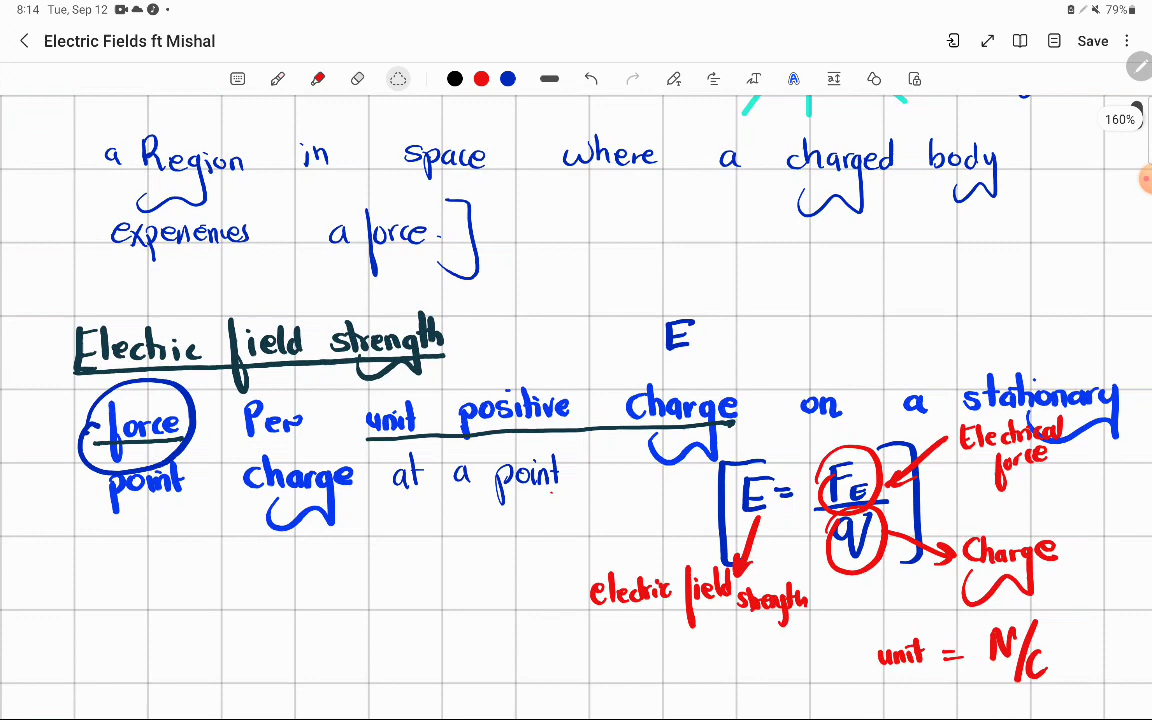 8:14 Tue, Sep 12
79%
Electric Fields ft Mishal
Save
160%
a Region in space where a charged body
experiences a force.]
Electric field strength
E
force Per unit positive charge on a stationary
point charge at a point
[E = F_E / q]
Electrical
force
Charge
electric field strength
unit = N/C